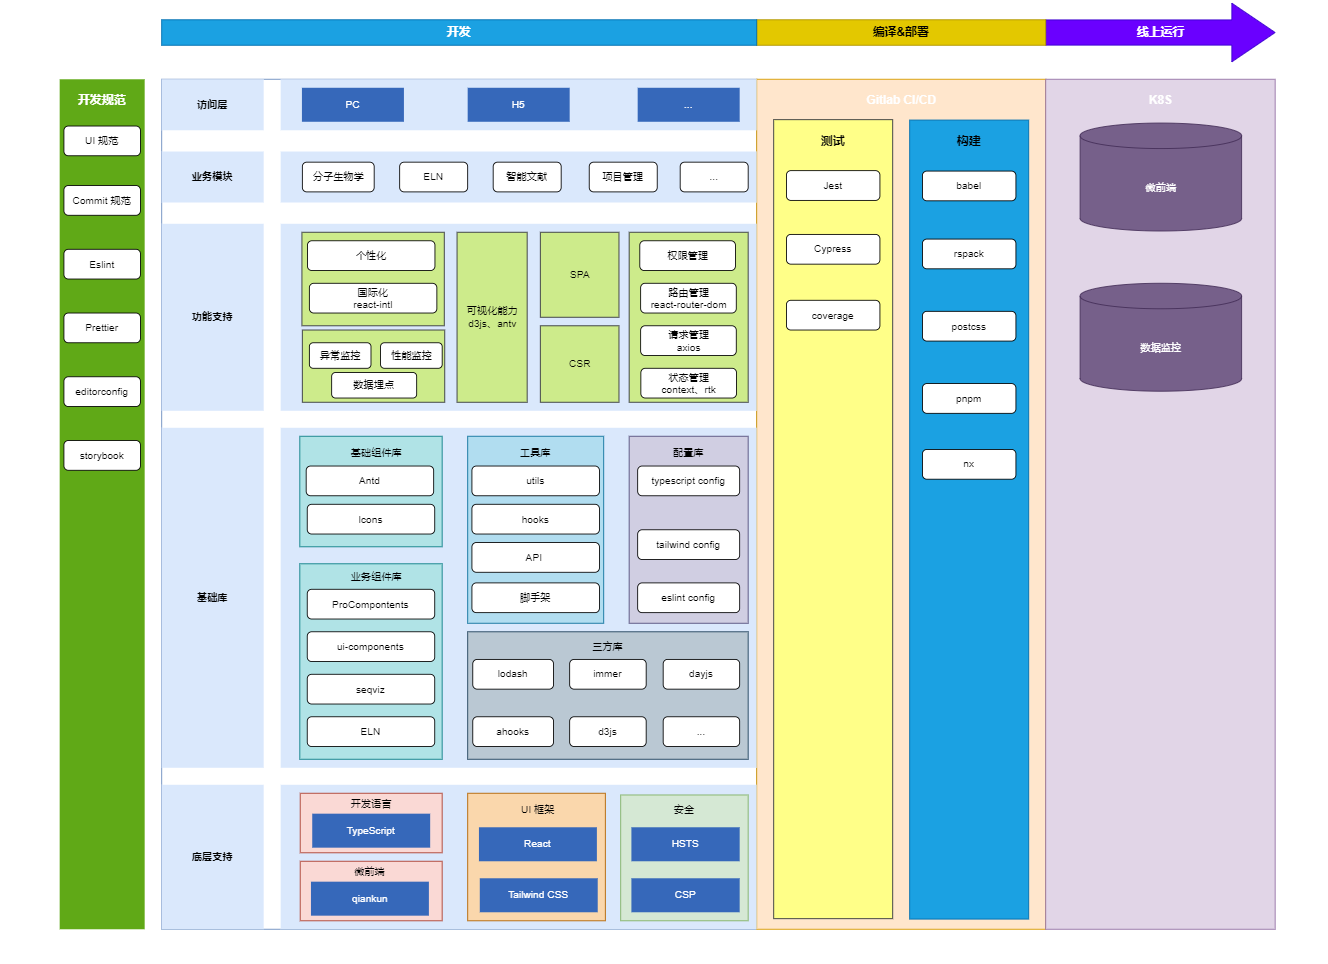 开发
编译&部署
线上运行
开发规范
UI 规范
Commit 规范
Eslint
Prettier
editorconfig
storybook
访问层
PC
H5
...
业务模块
分子生物学
ELN
智能文献
项目管理
...
功能支持
个性化
国际化
react-intl
异常监控
性能监控
数据埋点
可视化能力
d3js、antv
SPA
CSR
权限管理
路由管理
react-router-dom
请求管理
axios
状态管理
context、rtk
基础库
基础组件库
Antd
Icons
业务组件库
ProCompontents
ui-components
seqviz
ELN
工具库
utils
hooks
API
脚手架
配置库
typescript config
tailwind config
eslint config
三方库
lodash
immer
dayjs
ahooks
d3js
...
底层支持
开发语言
TypeScript
微前端
qiankun
UI 框架
React
Tailwind CSS
安全
HSTS
CSP
Gitlab CI/CD
测试
Jest
Cypress
coverage
构建
babel
rspack
postcss
pnpm
nx
K8S
微前端
数据监控